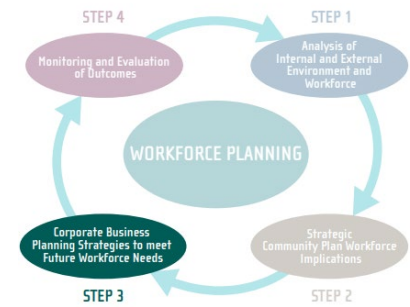 STEP 4
Monitoring and Evaluation
of Outcomes
STEP 1
Analysis of
Internal and External
Environment and
Workforce
WORKFORCE PLANNING
Corporate Business
Planning Strategies to meet
Future Workforce Needs
STEP 3
Strategic
Community Plan Workforce
Implications
STEP 2